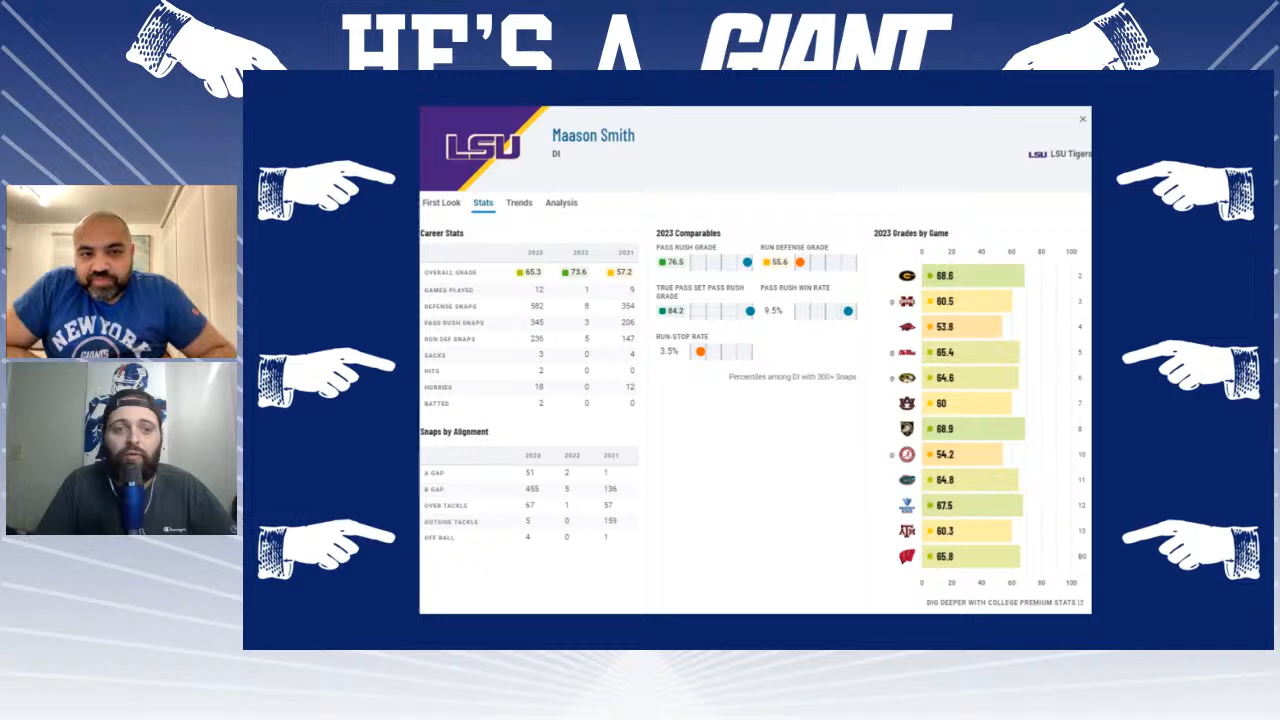 HE'S A GIANT
LSU
Maason Smith
DI
×
LSU LSU Tigers
First Look Stats Trends Analysis
Career Stats
2023 2022 2021
OVERALL GRADE 65.3 73.6 57.2
GAMES PLAYED 12 1 9
DEFENSE SNAPS 582 8 354
PASS RUSH SNAPS 345 3 206
RUN DEF SNAPS 236 5 147
SACKS 3 0 4
HITS 2 0 0
HURRIES 18 0 12
BATTED 2 0 0
Snaps by Alignment
2023 2022 2021
A GAP 51 2 1
B GAP 455 5 136
OVER TACKLE 67 1 57
OUTSIDE TACKLE 5 0 159
OFF BALL 4 0 1
2023 Comparables
PASS RUSH GRADE RUN DEFENSE GRADE
76.5 55.6
TRUE PASS SET PASS RUSH GRADE PASS RUSH WIN RATE
84.2 9.5%
RUN-STOP RATE
3.5%
Percentiles among DI with 300+ Snaps
2023 Grades by Game
0 20 40 60 80 100
G 68.6 2
@ M 60.5 3
53.8 4
@ Ole Miss 65.4 5
@ 64.6 6
AU 60 7
68.9 8
@ A 54.2 10
64.8 11
67.5 12
ATM 60.3 13
W 65.8 BG
0 20 40 60 80 100
DIG DEEPER WITH COLLEGE PREMIUM STATS
NEW YORK
GIANTS
Champion